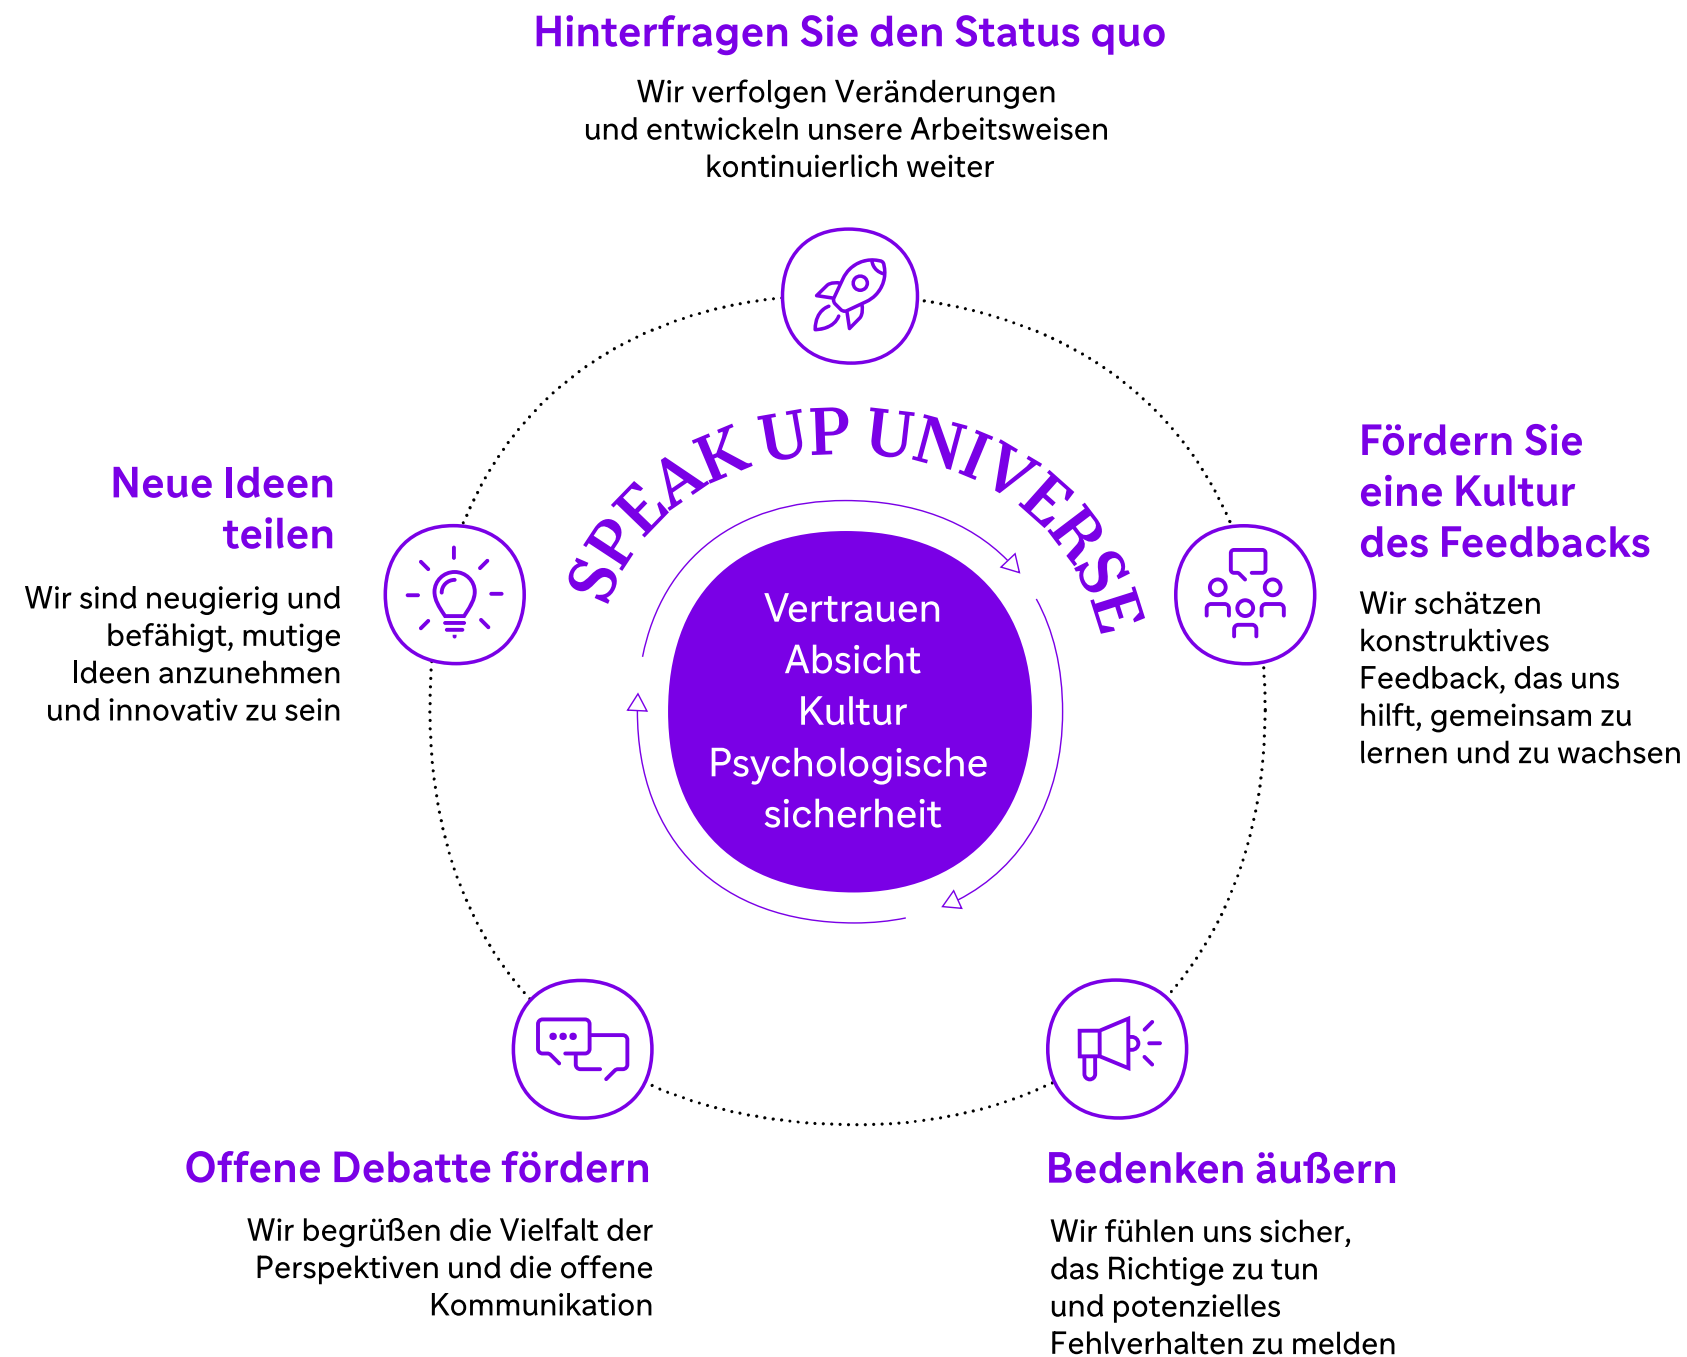 Hinterfragen Sie den Status quo
Wir verfolgen Veränderungen
und entwickeln unsere Arbeitsweisen
kontinuierlich weiter
SPEAK UP UNIVERSE
Neue Ideen
teilen
Wir sind neugierig und
befähigt, mutige
Ideen anzunehmen
und innovativ zu sein
Vertrauen
Absicht
Kultur
Psychologische
sicherheit
Fördern Sie
eine Kultur
des Feedbacks
Wir schätzen
konstruktives
Feedback, das uns
hilft, gemeinsam zu
lernen und zu wachsen
Offene Debatte fördern
Wir begrüßen die Vielfalt der
Perspektiven und die offene
Kommunikation
Bedenken äußern
Wir fühlen uns sicher,
das Richtige zu tun
und potenzielles
Fehlverhalten zu melden